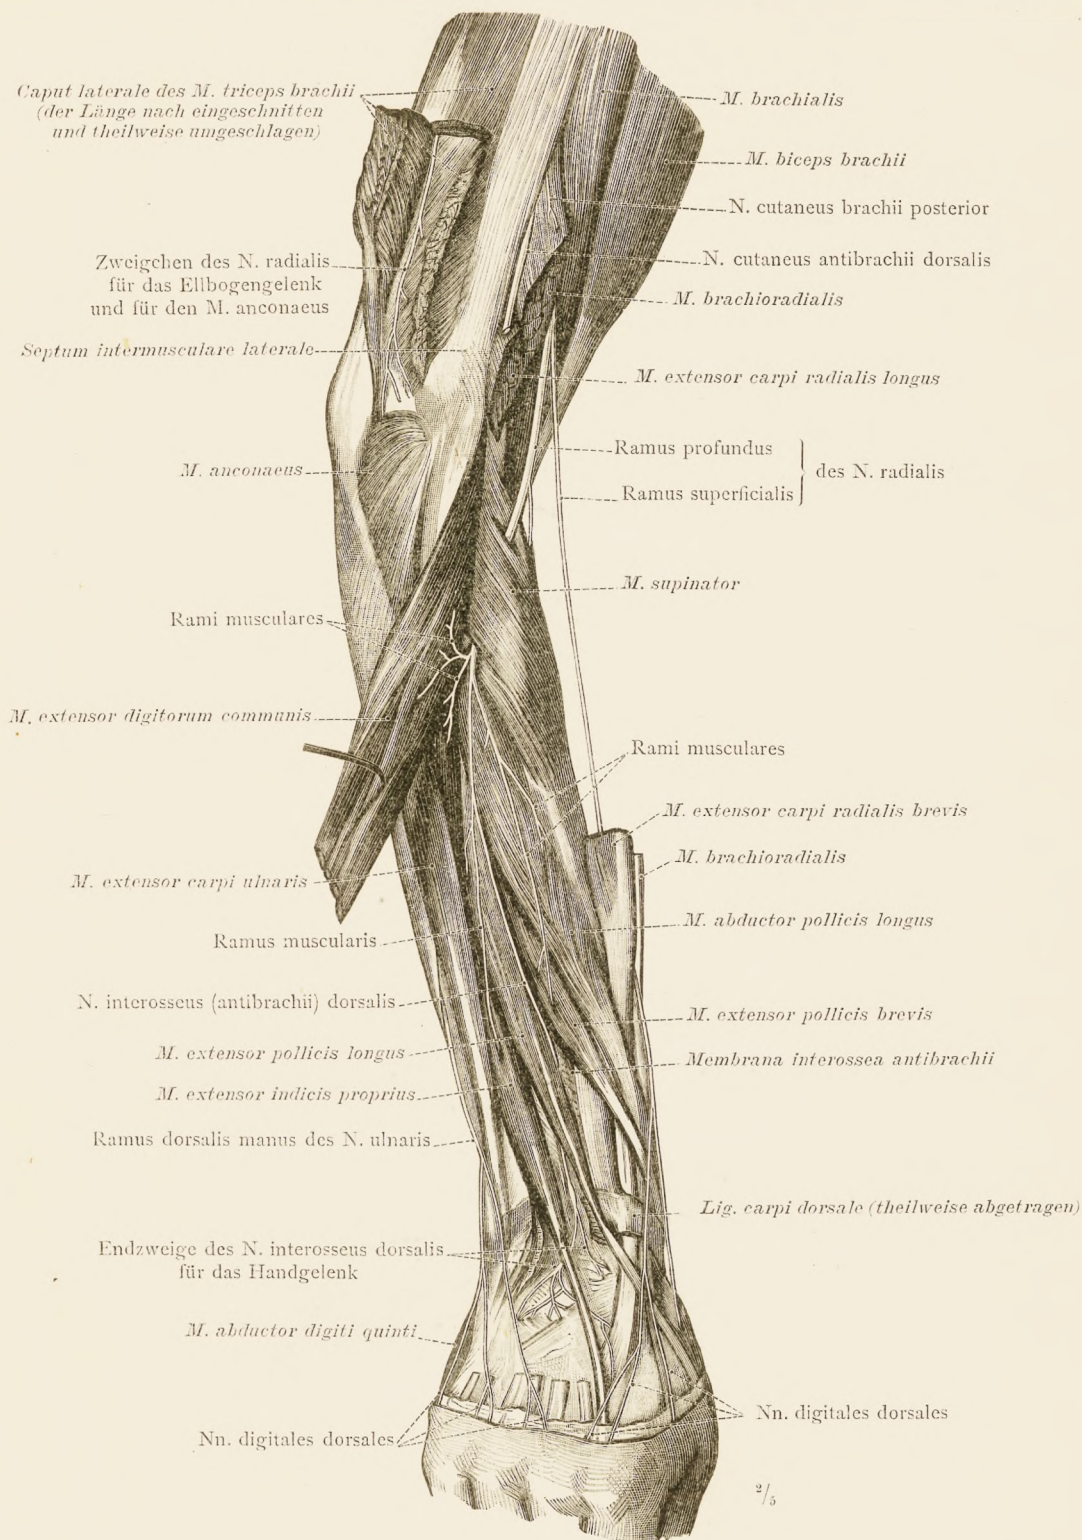 Caput laterale des M. triceps brachii
(der Länge nach eingeschnitten
und theilweise umgeschlagen)
Zweigchen des N. radialis
für das Ellbogengelenk
und für den M. anconaeus
Septum intermusculare laterale
M. anconaeus
Rami musculares
M. extensor digitorum communis
M. extensor carpi ulnaris
Ramus muscularis
N. interosseus (antibrachii) dorsalis
M. extensor pollicis longus
M. extensor indicis proprius
Ramus dorsalis manus des N. ulnaris
Endzweige des N. interosseus dorsalis
für das Handgelenk
M. abductor digiti quinti
Nn. digitales dorsales
M. brachialis
M. biceps brachii
N. cutaneus brachii posterior
N. cutaneus antibrachii dorsalis
M. brachioradialis
M. extensor carpi radialis longus
Ramus profundus
des N. radialis
Ramus superficialis
M. supinator
Rami musculares
M. extensor carpi radialis brevis
M. brachioradialis
M. abductor pollicis longus
M. extensor pollicis brevis
Membrana interossea antibrachii
Lig. carpi dorsale (theilweise abgetragen)
Nn. digitales dorsales
2/5